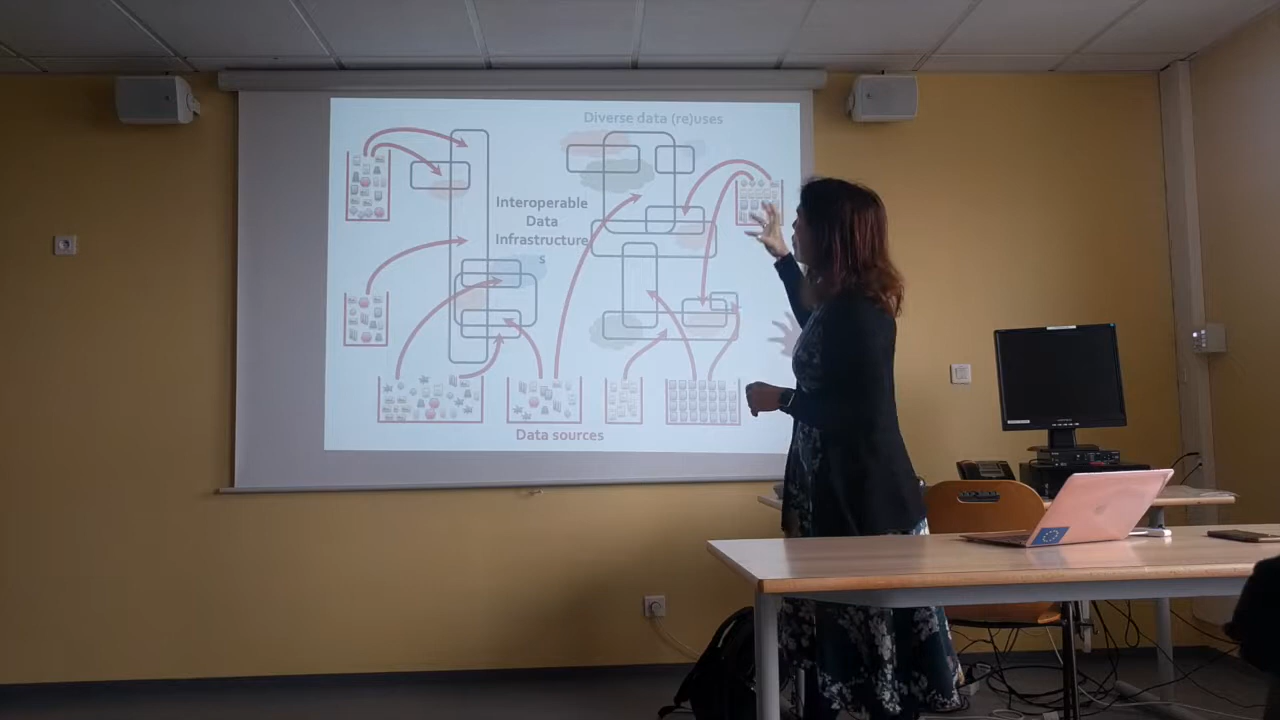 Diverse data (re)uses
Interoperable
Data
Infrastructure
s
Data sources